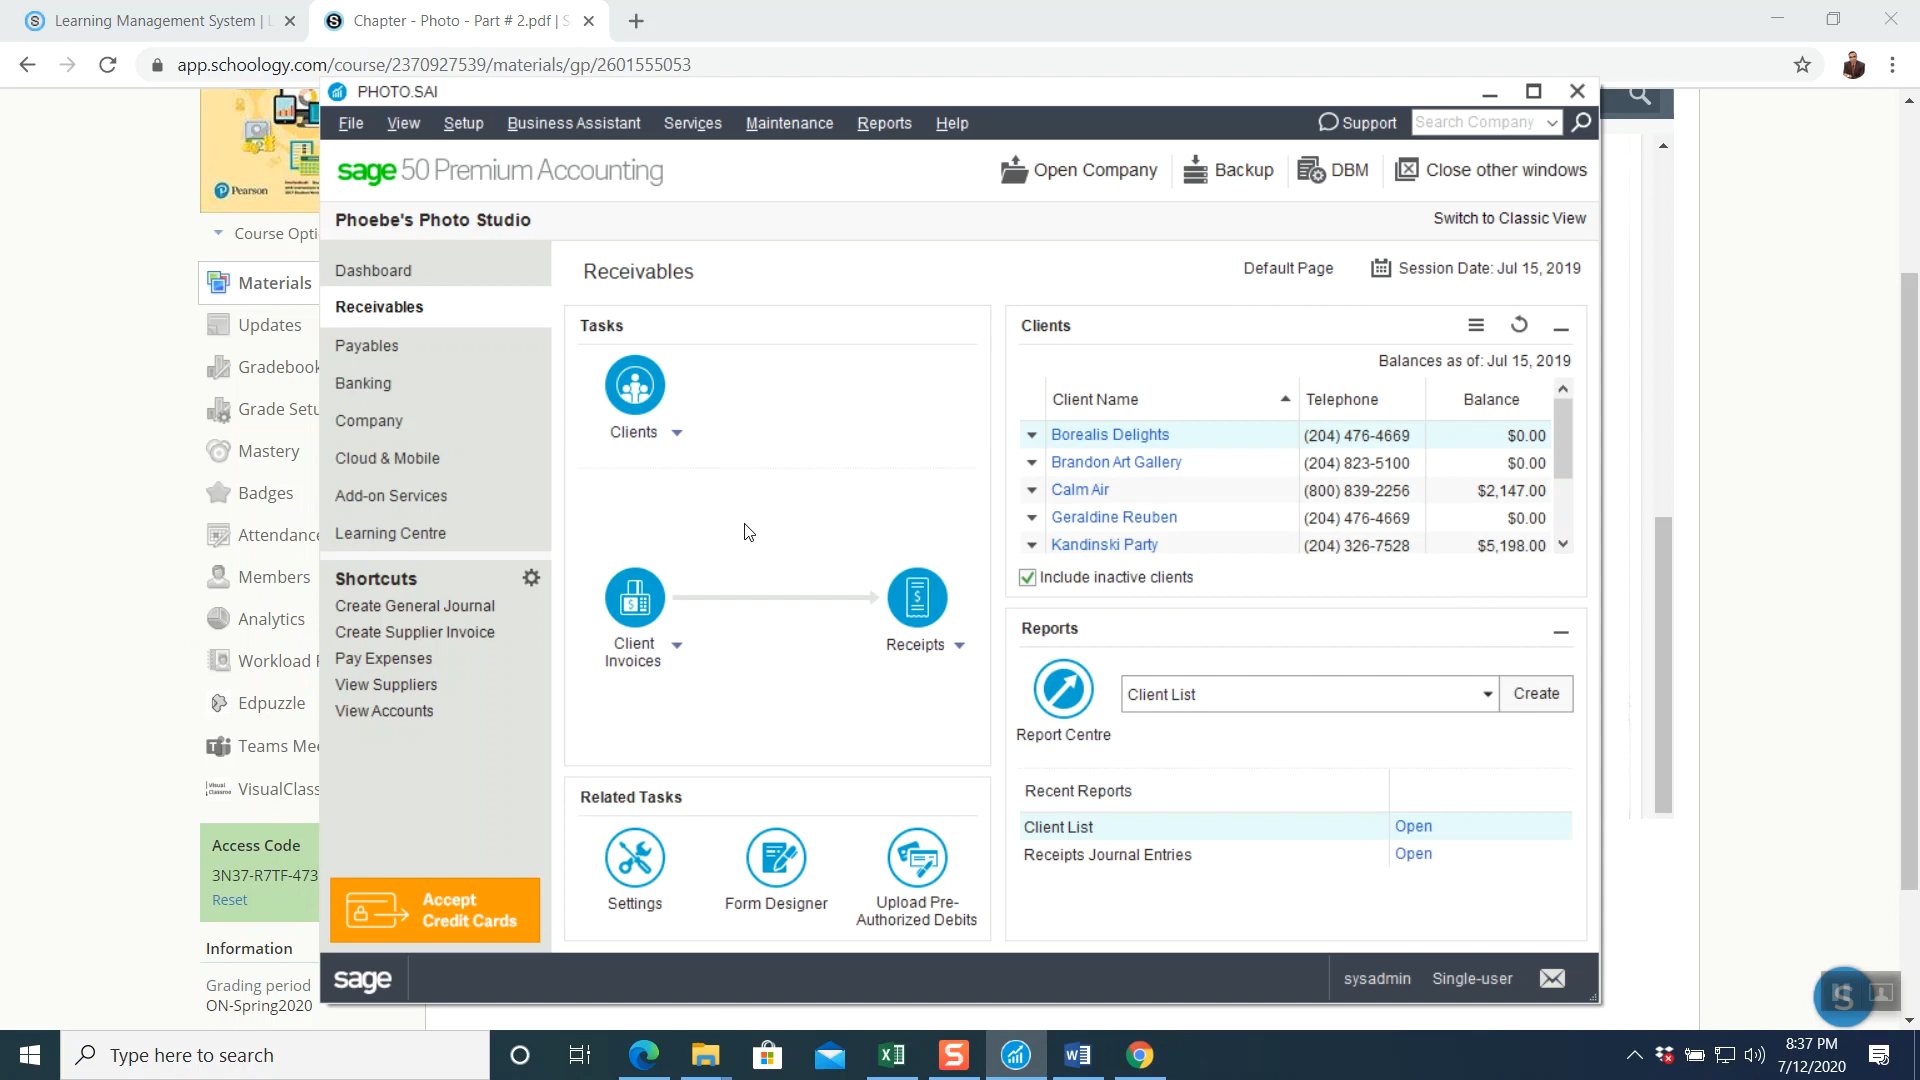 Learning Management System |
Chapter - Photo - Part # 2.pdf | S
app.schoology.com/course/2370927539/materials/gp/2601555053
Pearson
Course Opti
Materials
Updates
Gradebook
Grade Setu
Mastery
Badges
Attendance
Members
Analytics
Workload
Edpuzzle
Teams Mee
VisualClass
Access Code
3N37-R7TF-473
Reset
Information
Grading period
ON-Spring2020
PHOTO.SAI
File View Setup Business Assistant Services Maintenance Reports Help
Support Search Company
sage 50 Premium Accounting
Open Company Backup DBM Close other windows
Phoebe's Photo Studio
Switch to Classic View
Dashboard
Receivables
Payables
Banking
Company
Cloud & Mobile
Add-on Services
Learning Centre
Shortcuts
Create General Journal
Create Supplier Invoice
Pay Expenses
View Suppliers
View Accounts
Accept
Credit Cards
Receivables
Default Page Session Date: Jul 15, 2019
Tasks
Clients
Client
Invoices
Receipts
Related Tasks
Settings
Form Designer
Upload Pre-
Authorized Debits
Clients
Balances as of: Jul 15, 2019
Client Name Telephone Balance
Borealis Delights (204) 476-4669 $0.00
Brandon Art Gallery (204) 823-5100 $0.00
Calm Air (800) 839-2256 $2,147.00
Geraldine Reuben (204) 476-4669 $0.00
Kandinski Party (204) 326-7528 $5,198.00
Include inactive clients
Reports
Client List Create
Report Centre
Recent Reports
Client List Open
Receipts Journal Entries Open
sage
sysadmin Single-user
Type here to search
8:37 PM
7/12/2020